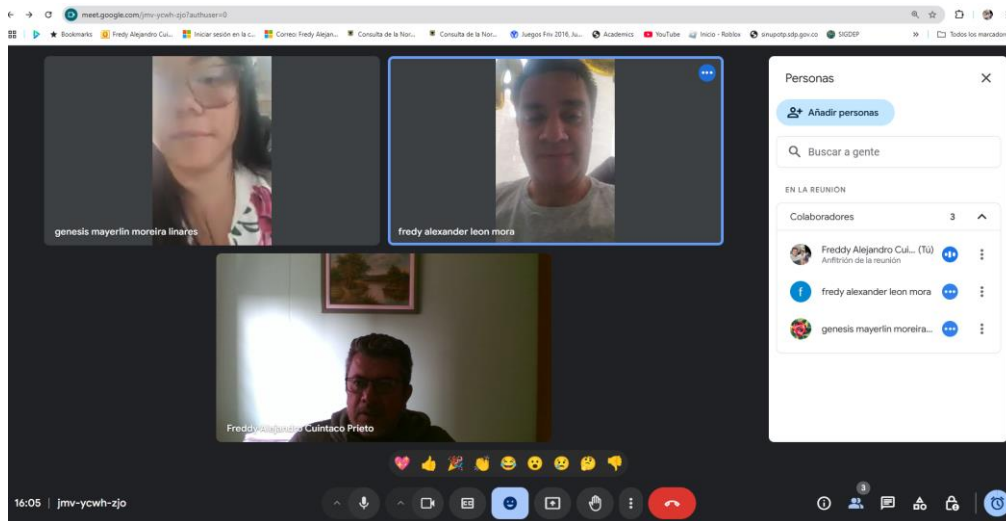 meet.google.com/jmv-ycwh-zjo?authuser=0
Bookmarks
Fredy Alejandro Cui...
Iniciar sesión en la c...
Correo: Fredy Alejan...
Consulta de la Nor...
Consulta de la Nor...
Juegos Friv 2016, Ju...
Academics
YouTube
Inicio - Roblox
sinupotp.sdp.gov.co
SIGDEP
»
Todos los marcador
genesis mayerlin moreira linares
fredy alexander leon mora
Freddy Alejandro Cuintaco Prieto
Personas
Añadir personas
Buscar a gente
EN LA REUNIÓN
Colaboradores 3
Freddy Alejandro Cui... (Tú)
Anfitrión de la reunión
f
fredy alexander leon mora
genesis mayerlin moreira...
16:05 | jmv-ycwh-zjo
CC
3